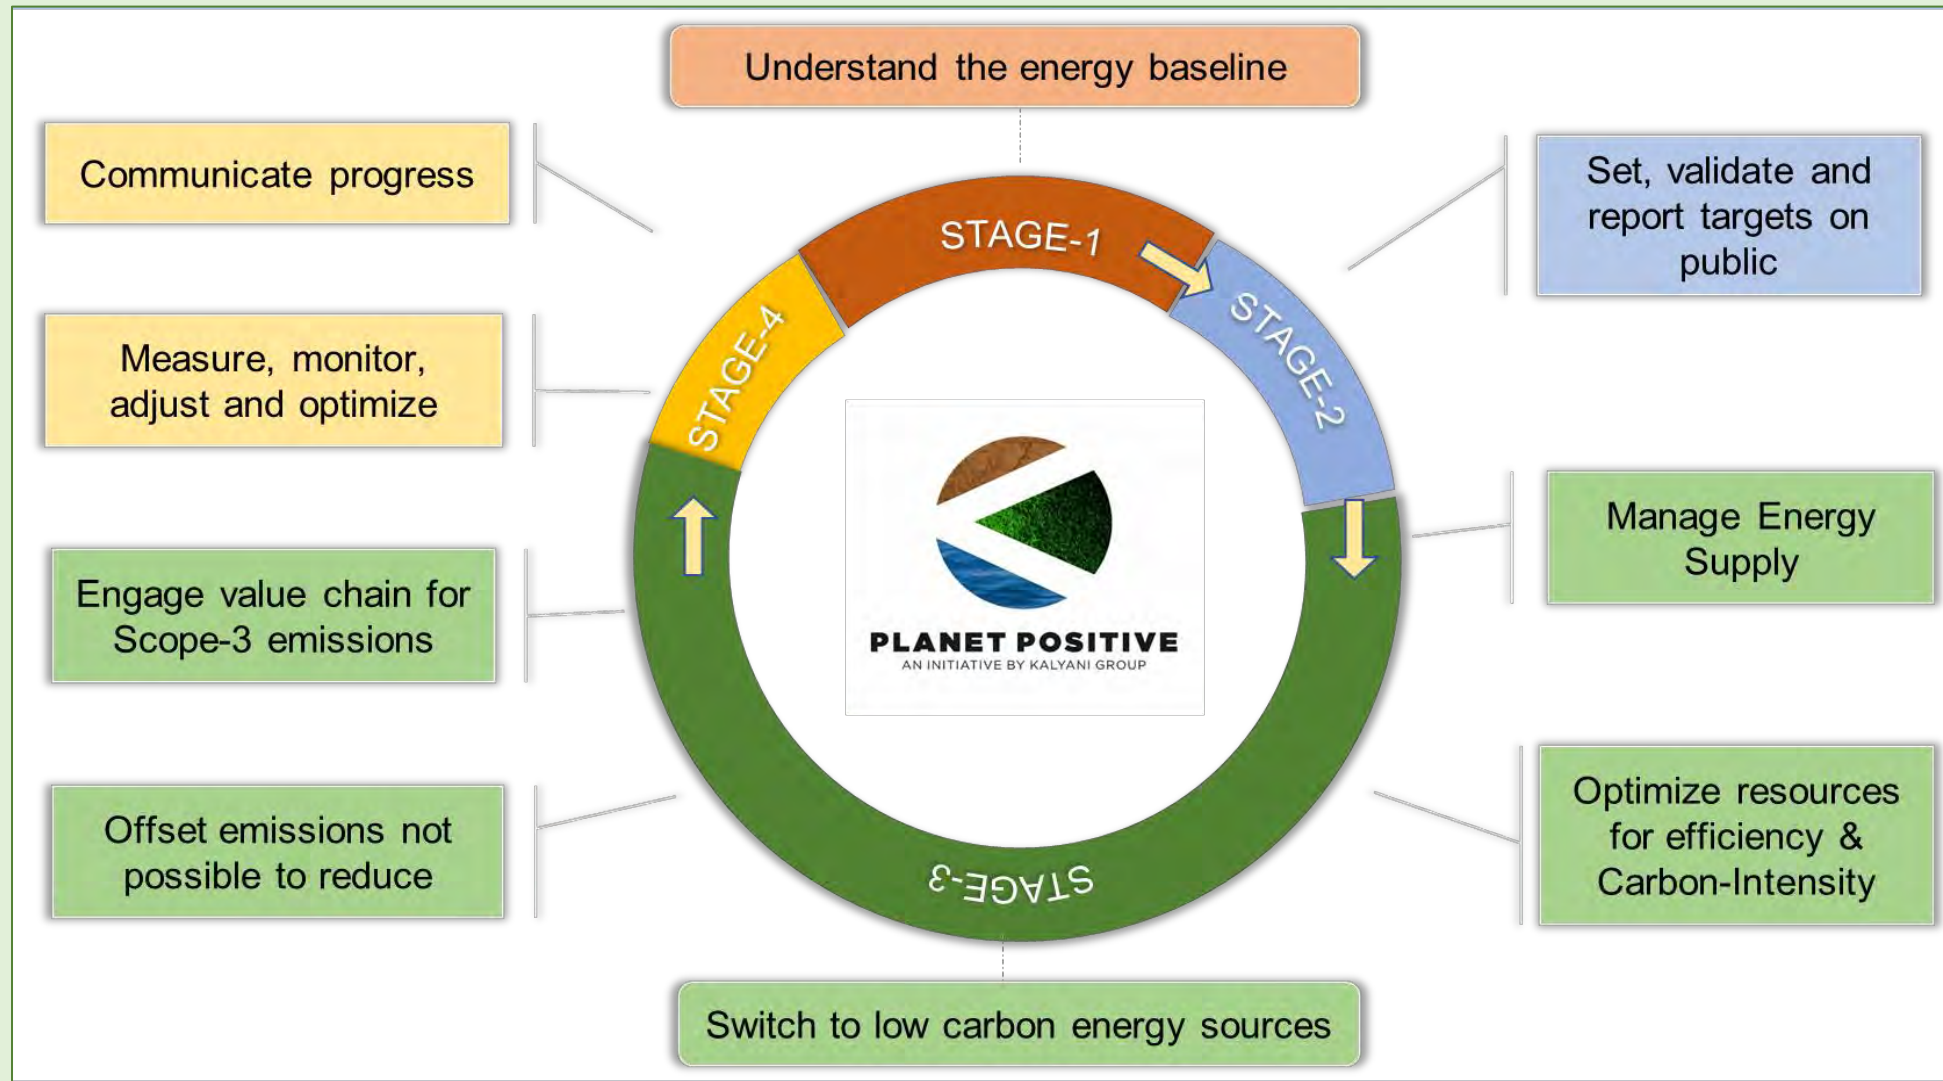 Understand the energy baseline
Communicate progress
Set, validate and
report targets on
public
STAGE-1
STAGE-2
STAGE-4
Measure, monitor,
adjust and optimize
Manage Energy
Supply
PLANET POSITIVE
AN INITIATIVE BY KALYANI GROUP
Engage value chain for
Scope-3 emissions
Optimize resources
for efficiency &
Carbon-Intensity
Offset emissions not
possible to reduce
STAGE-3
Switch to low carbon energy sources